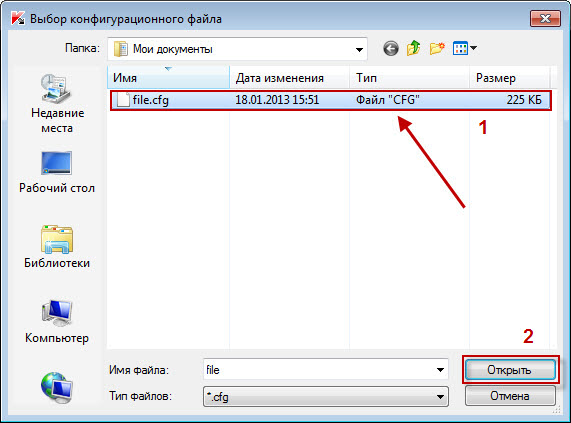 Выбор конфигурационного файла
Папка: Мои документы
Имя Дата изменения Тип Размер
file.cfg 18.01.2013 15:51 Файл "CFG" 225 КБ
1
Недавние
места
Рабочий стол
Библиотеки
Компьютер
2
Имя файла: file Открыть
Тип файлов: *.cfg Отмена